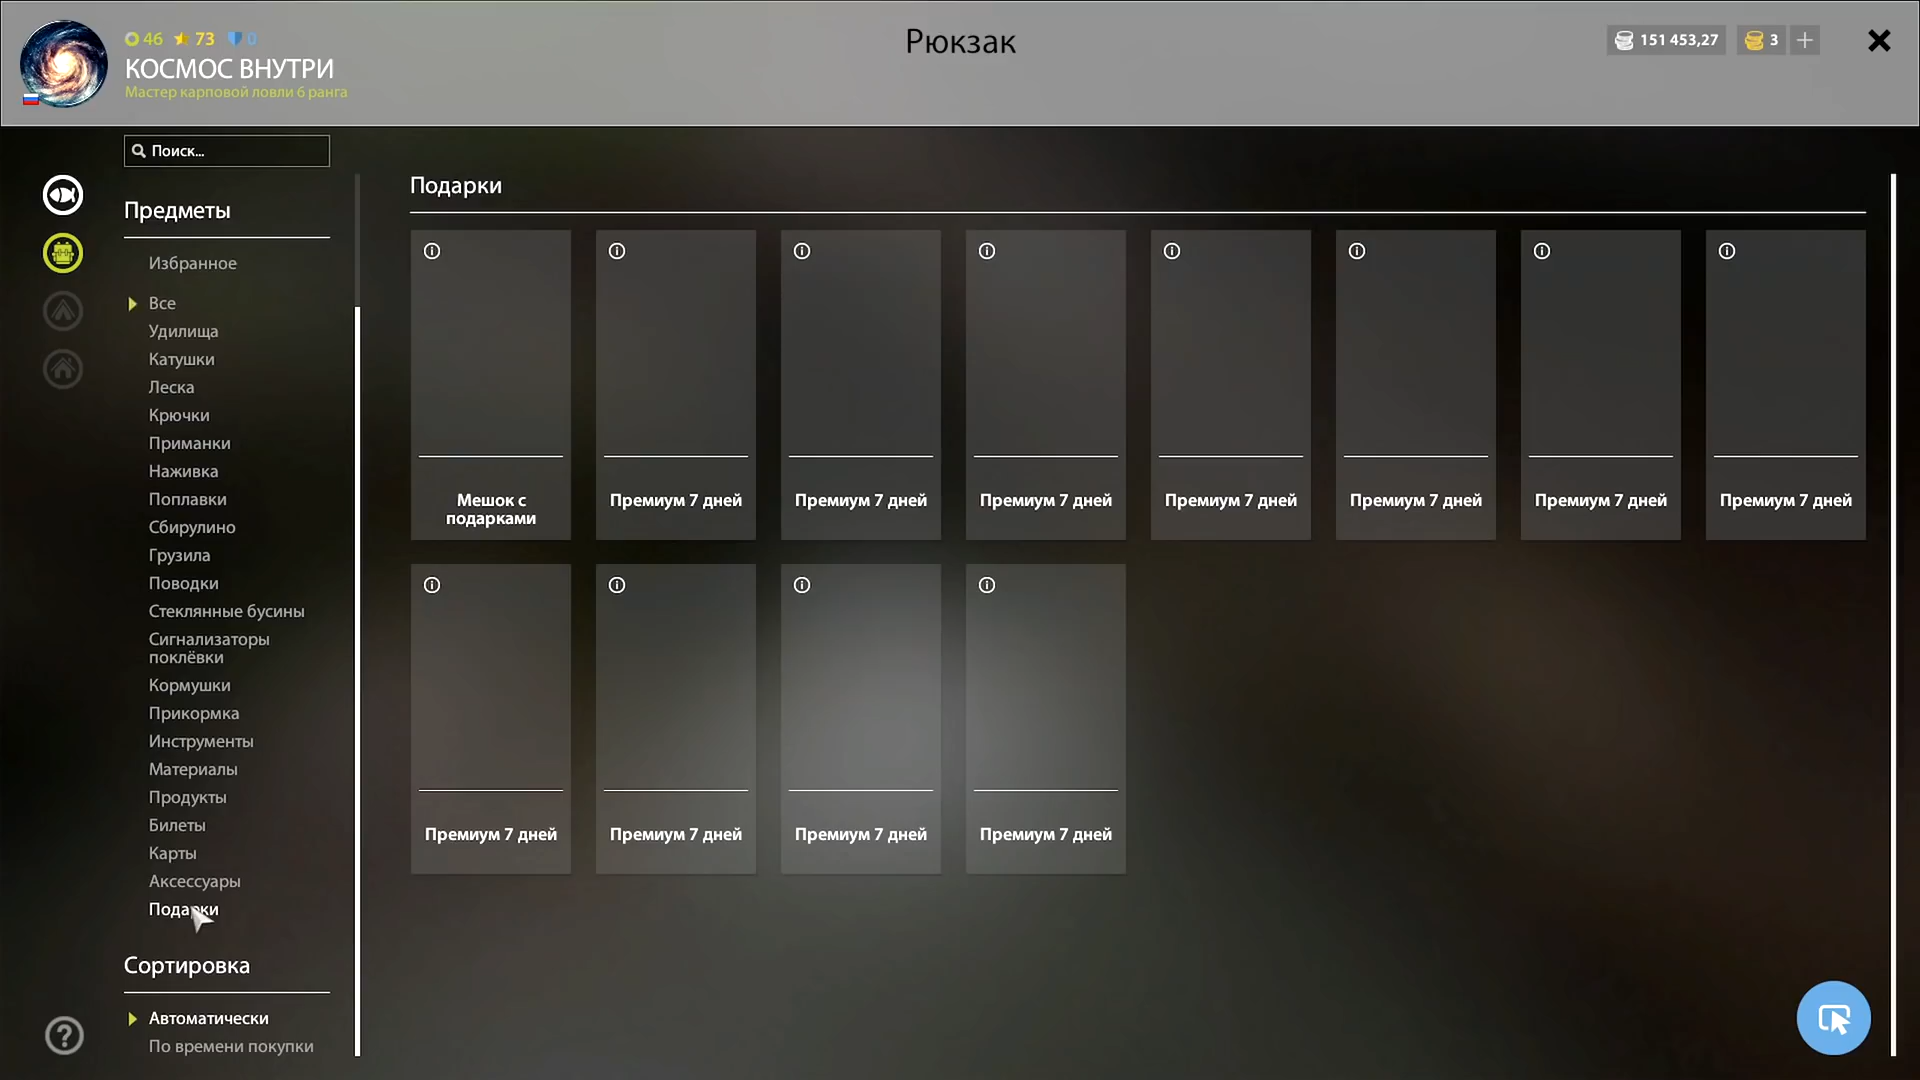 46 73 0
КОСМОС ВНУТРИ
Мастер карповой ловли 6 ранга
Рюкзак
151 453,27
3
Поиск...
Предметы
Избранное
Все
Удилища
Катушки
Леска
Крючки
Приманки
Наживка
Поплавки
Сбирулино
Грузила
Поводки
Стеклянные бусины
Сигнализаторы
поклёвки
Кормушки
Прикормка
Инструменты
Материалы
Продукты
Билеты
Карты
Аксессуары
Подарки
Сортировка
Автоматически
По времени покупки
Подарки
Мешок с
подарками
Премиум 7 дней
Премиум 7 дней
Премиум 7 дней
Премиум 7 дней
Премиум 7 дней
Премиум 7 дней
Премиум 7 дней
Премиум 7 дней
Премиум 7 дней
Премиум 7 дней
Премиум 7 дней